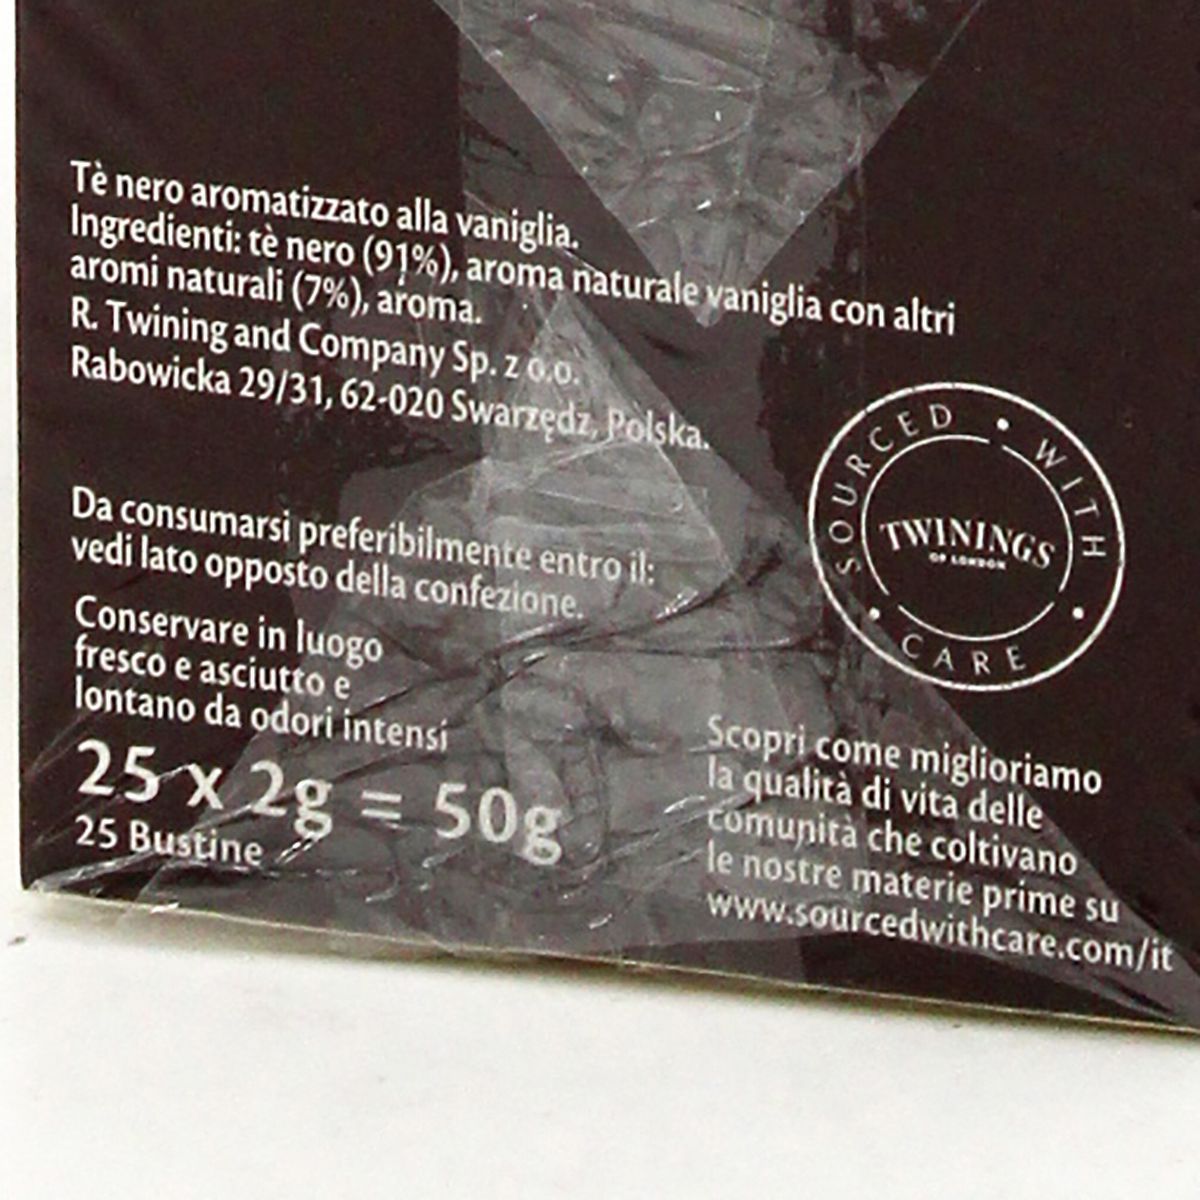 Tè nero aromatizzato alla vaniglia.
Ingredienti: tè nero (91%), aroma naturale vaniglia con altri
aromi naturali (7%), aroma.
R. Twining and Company Sp. z o.o.
Rabowicka 29/31, 62-020 Swarzędz, Polska.
SOURCED • WITH • CARE •
TWININGS
OF LONDON
Da consumarsi preferibilmente entro il:
vedi lato opposto della confezione.
Conservare in luogo
fresco e asciutto e
lontano da odori intensi
25 x 2g = 50g
25 Bustine
Scopri come miglioriamo
la qualità di vita delle
comunità che coltivano
le nostre materie prime su
www.sourcedwithcare.com/it